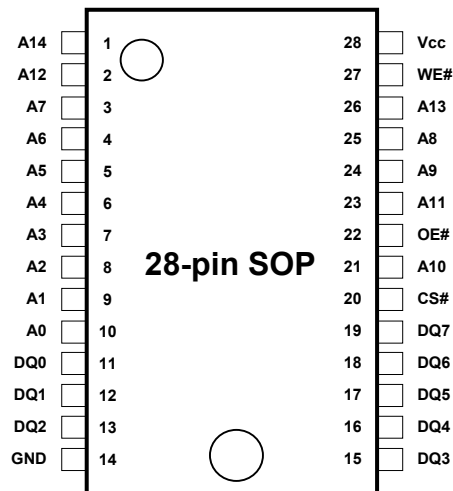 A14 1 28 Vcc
A12 2 27 WE#
A7 3 26 A13
A6 4 25 A8
A5 5 24 A9
A4 6 23 A11
A3 7 22 OE#
28-pin SOP
A2 8 21 A10
A1 9 20 CS#
A0 10 19 DQ7
DQ0 11 18 DQ6
DQ1 12 17 DQ5
DQ2 13 16 DQ4
GND 14 15 DQ3